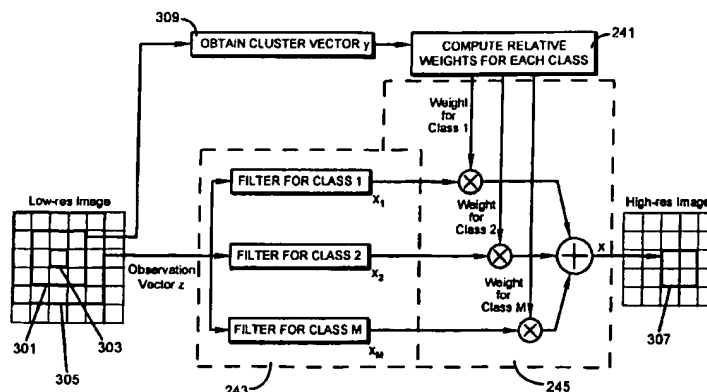 309
OBTAIN CLUSTER VECTOR y
COMPUTE RELATIVE
WEIGHTS FOR EACH CLASS
241
Weight
for
Class 1
Low-res Image
FILTER FOR CLASS 1
X1
Weight
for
Class 2
High-res Image
Observation
Vector z
FILTER FOR CLASS 2
X2
X
Weight
for
Class M
FILTER FOR CLASS M
XM
301
303
305
307
243
245